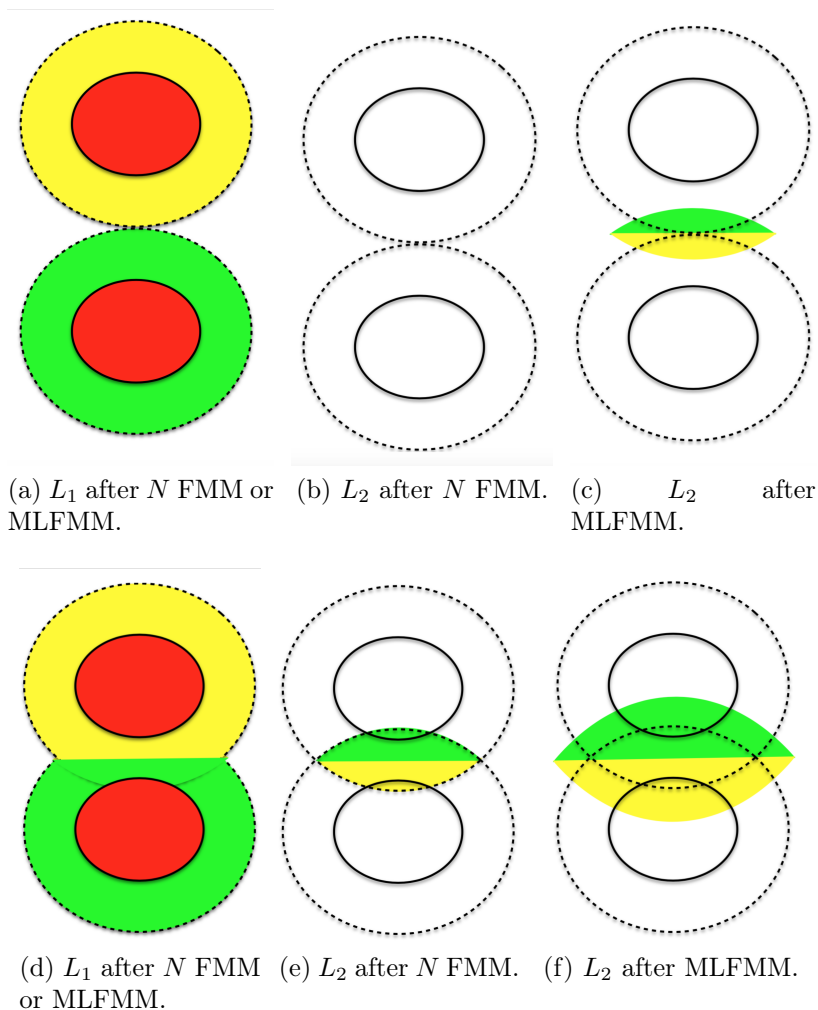 (a) L₁ after N FMM or
MLFMM.
(b) L₂ after N FMM.
(c) L₂ after
MLFMM.
(d) L₁ after N FMM
or MLFMM.
(e) L₂ after N FMM.
(f) L₂ after MLFMM.